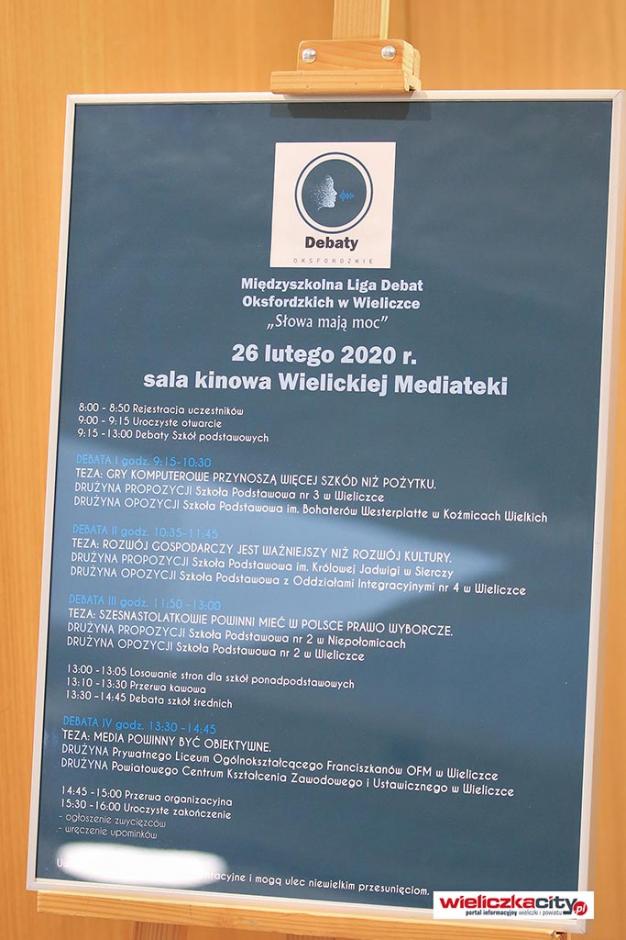 Debaty
OKSFORDZKIE
Międzyszkolna Liga Debat
Oksfordzkich w Wieliczce
„Słowa mają moc”
26 lutego 2020 r.
sala kinowa Wielickiej Mediateki
8:00 - 8:50 Rejestracja uczestników
9:00 - 9:15 Uroczyste otwarcie
9:15 -13:00 Debaty Szkół podstawowych
DEBATA I godz. 9:15-10:30
TEZA: GRY KOMPUTEROWE PRZYNOSZĄ WIĘCEJ SZKÓD NIŻ POŻYTKU.
DRUŻYNA PROPOZYCJI Szkoła Podstawowa nr 3 w Wieliczce
DRUŻYNA OPOZYCJI Szkoła Podstawowa im. Bohaterów Westerplatte w Koźmicach Wielkich
DEBATA II godz. 10:35-11:45
TEZA: ROZWÓJ GOSPODARCZY JEST WAŻNIEJSZY NIŻ ROZWÓJ KULTURY.
DRUŻYNA PROPOZYCJI Szkoła Podstawowa im. Królowej Jadwigi w Sierczy
DRUŻYNA OPOZYCJI Szkoła Podstawowa z Oddziałami Integracyjnymi nr 4 w Wieliczce
DEBATA III godz. 11:50 -13:00
TEZA: SZESNASTOLATKOWIE POWINNI MIEĆ W POLSCE PRAWO WYBORCZE.
DRUŻYNA PROPOZYCJI Szkoła Podstawowa nr 2 w Niepołomicach
DRUŻYNA OPOZYCJI Szkoła Podstawowa nr 2 w Wieliczce
13:00 -13:05 Losowanie stron dla szkół ponadpodstawowych
13:10 -13:30 Przerwa kawowa
13:30 -14:45 Debata szkół średnich
DEBATA IV godz. 13:30 -14:45
TEZA: MEDIA POWINNY BYĆ OBIEKTYWNE.
DRUŻYNA Prywatnego Liceum Ogólnokształcącego Franciszkanów OFM w Wieliczce
DRUŻYNA Powiatowego Centrum Kształcenia Zawodowego i Ustawicznego w Wieliczce
14:45 -15:00 Przerwa organizacyjna
15:30 -16:00 Uroczyste zakończenie
- ogłoszenie zwycięzców
- wręczenie upominków
i mogą ulec niewielkim przesunięciom.
wieliczkacity.pl
portal informacyjny wieliczki i powiatu